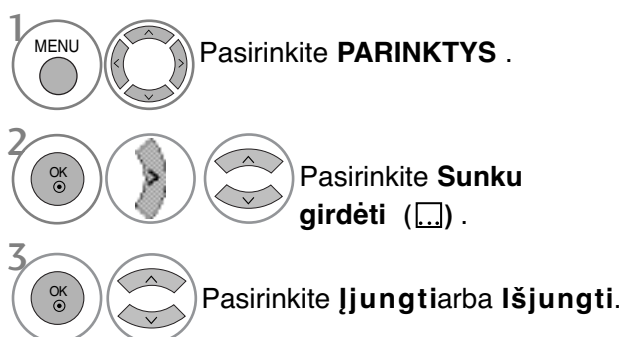 1
MENU
Pasirinkite PARINKTYS .
2
OK
Pasirinkite Sunku
girdėti (...) .
3
OK
Pasirinkite Įjungtiarba Išjungti.